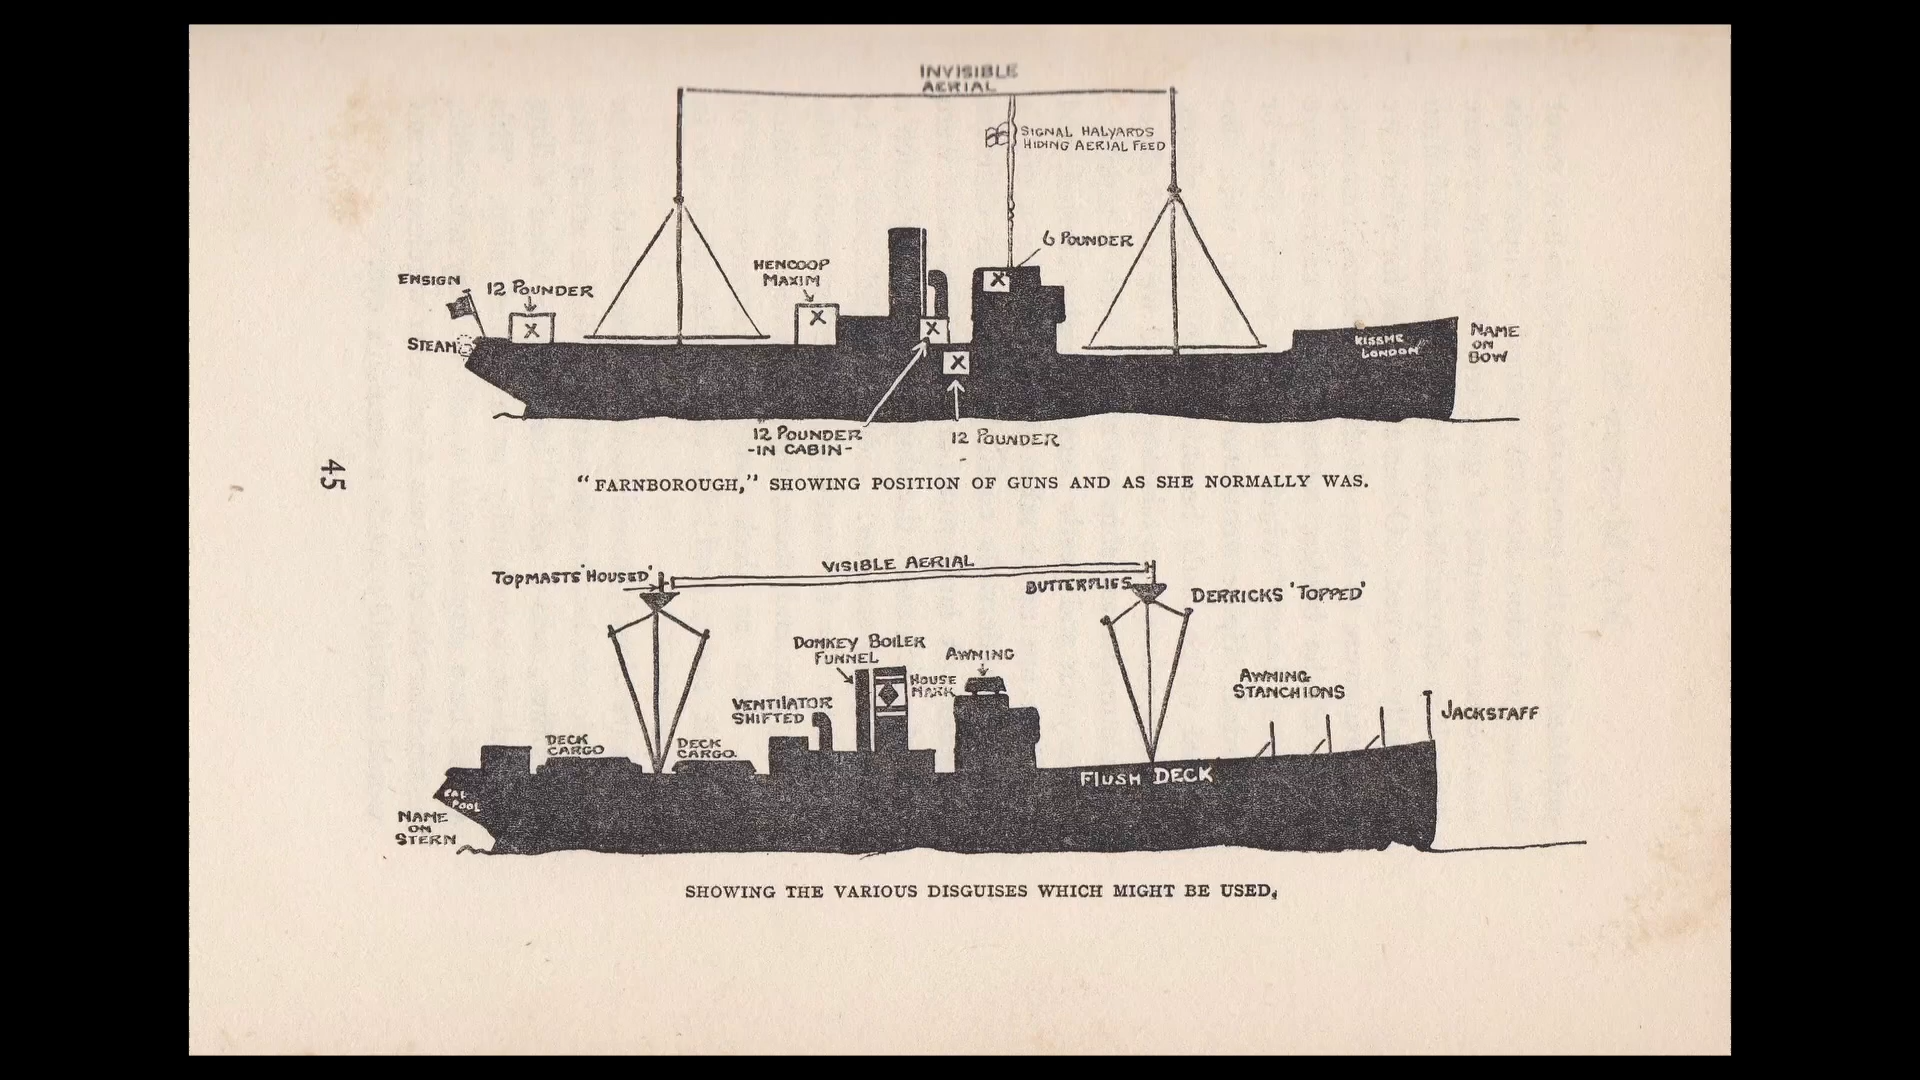 INVISIBLE
AERIAL
SIGNAL HALYARDS
HIDING AERIAL FEED
6 POUNDER
HENCOOP
MAXIM
ENSIGN
12 POUNDER
STEAM
X
X
X
X
X
KISSME
LONDON
NAME
ON
BOW
12 POUNDER
-IN CABIN-
12 POUNDER
45
"FARNBOROUGH," SHOWING POSITION OF GUNS AND AS SHE NORMALLY WAS.
VISIBLE AERIAL
TOPMASTS 'HOUSED'
BUTTERFLIES
DERRICKS 'TOPPED'
DONKEY BOILER
FUNNEL
AWNING
HOUSE
MARK
AWNING
STANCHIONS
VENTILATOR
SHIFTED
JACKSTAFF
DECK
CARGO
DECK
CARGO
FLUSH DECK
CAL
POOL
NAME
ON
STERN
SHOWING THE VARIOUS DISGUISES WHICH MIGHT BE USED.